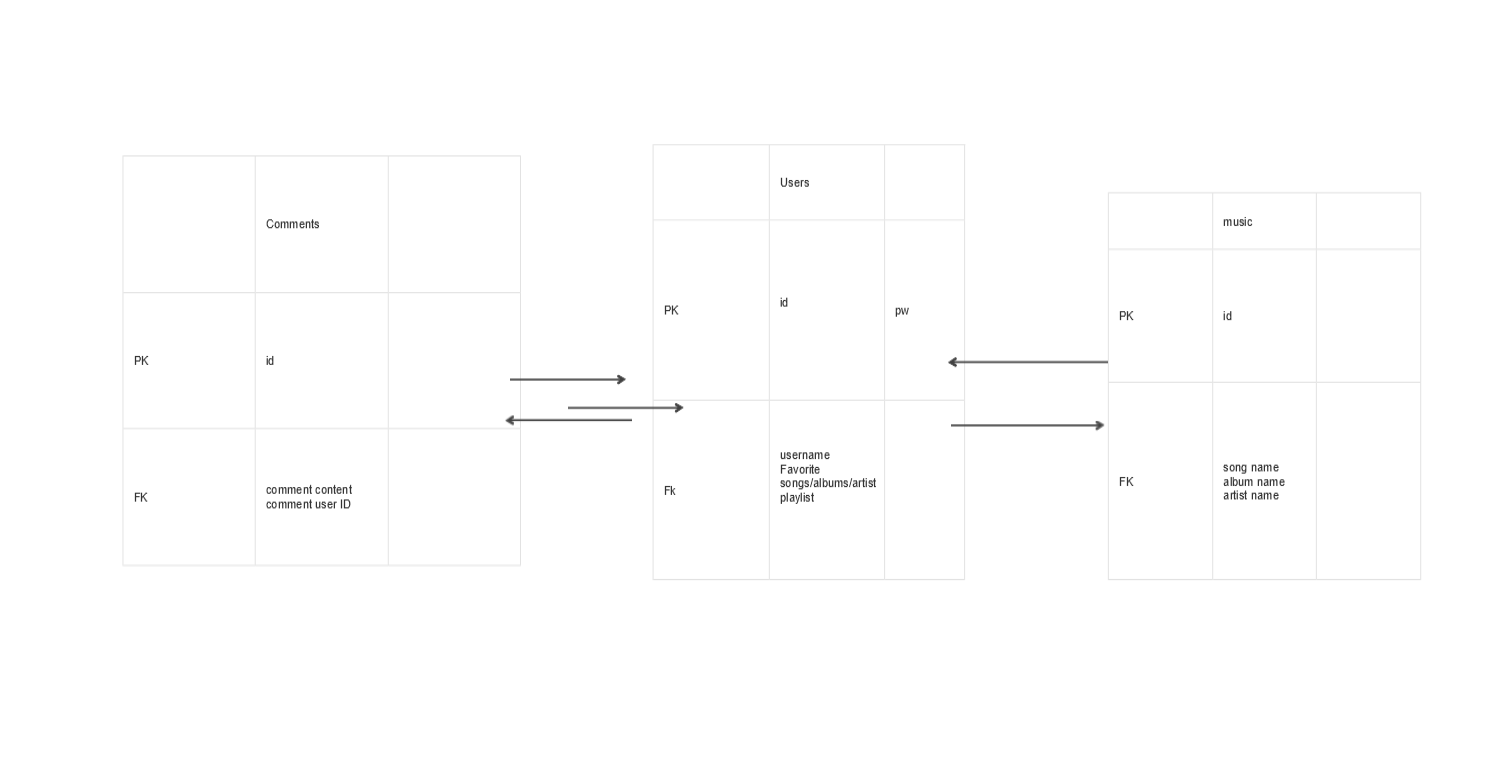 Comments
PK
id
FK
comment content
comment user ID
Users
PK
id
pw
Fk
username
Favorite
songs/albums/artist
playlist
music
PK
id
FK
song name
album name
artist name